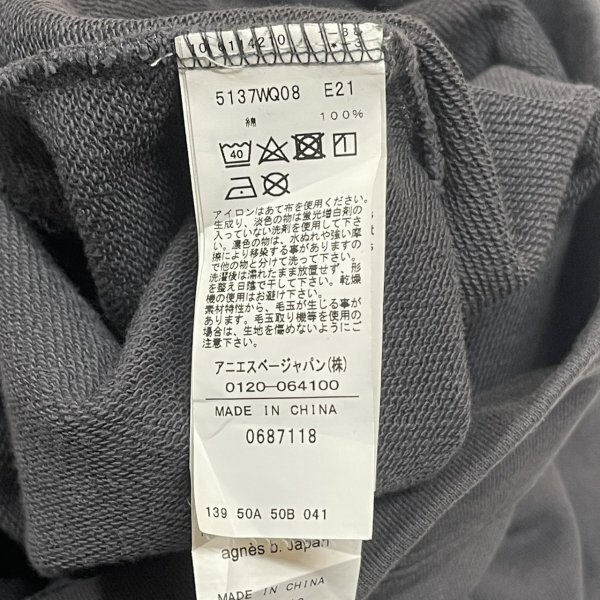 5137WQ08 E21
綿 100%
40
アイロンはあて布を使用ください。
生成り、淡色の物は蛍光増白剤の
入っていない洗剤を使用して下さ
い。濃色の物は、水ぬれや強い摩
擦により移染する事がありますの
で他の物と分けて洗って下さい。
洗濯後は濡れたまま放置せず、形
を整え日陰で干して下さい。乾燥
機の使用はお避け下さい。
素材特性から、毛玉が生じる事が
あります。毛玉取り機等を使用の
場合は、生地を傷めないようにご
注意下さい。
アニエスベージャパン(株)
0120-064100
MADE IN CHINA
0687118
139 50A 50B 041
agnès b. Japan
MADE IN CHINA